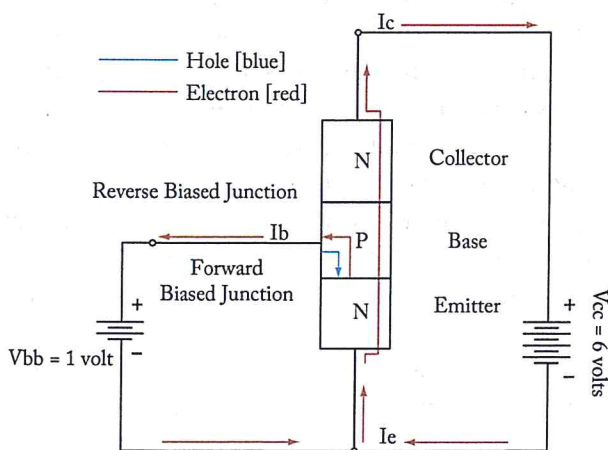 Ic
Hole [blue]
Electron [red]
N
Collector
Reverse Biased Junction
Ib
P
Base
Forward
Biased Junction
N
Emitter
+
+
Vbb = 1 volt
-
-
Vcc = 6 volts
Ie